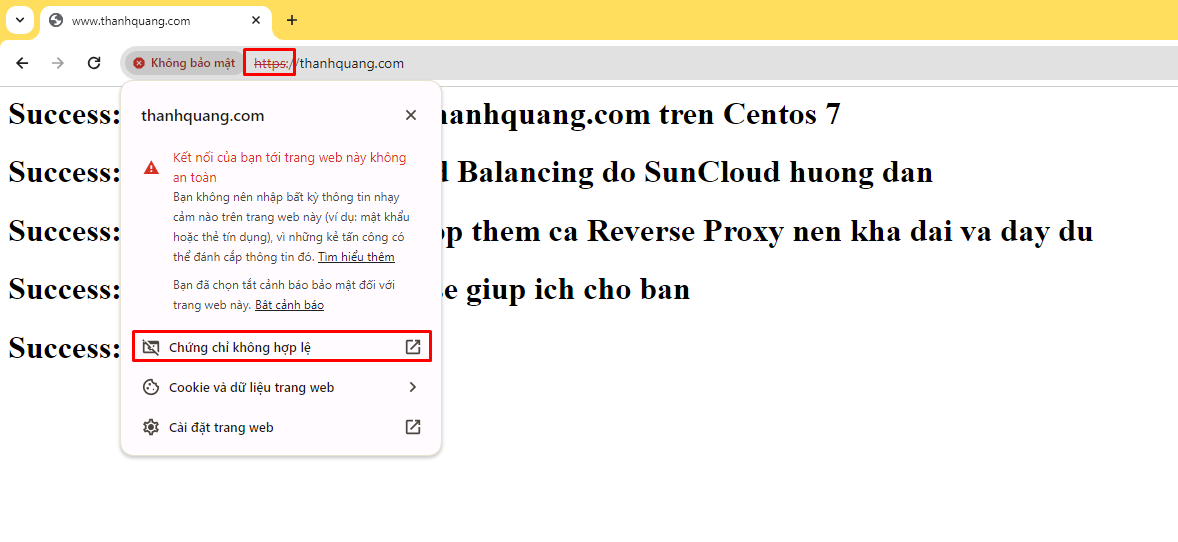 www.thanhquang.com
Không bảo mật https://thanhquang.com
Success: hanhquang.com tren Centos 7
thanhquang.com
Kết nối của bạn tới trang web này không
an toàn
Success: d Balancing do SunCloud huong dan
Bạn không nên nhập bất kỳ thông tin nhạy
cảm nào trên trang web này (ví dụ: mật khẩu
Success: op them ca Reverse Proxy nen kha dai va day du
hoặc thẻ tín dụng), vì những kẻ tấn công có
thể đánh cắp thông tin đó. Tìm hiểu thêm
Bạn đã chọn tắt cảnh báo bảo mật đối với
Success: se giup ich cho ban
trang web này. Bật cảnh báo
Success:
Chứng chỉ không hợp lệ
Cookie và dữ liệu trang web
Cài đặt trang web